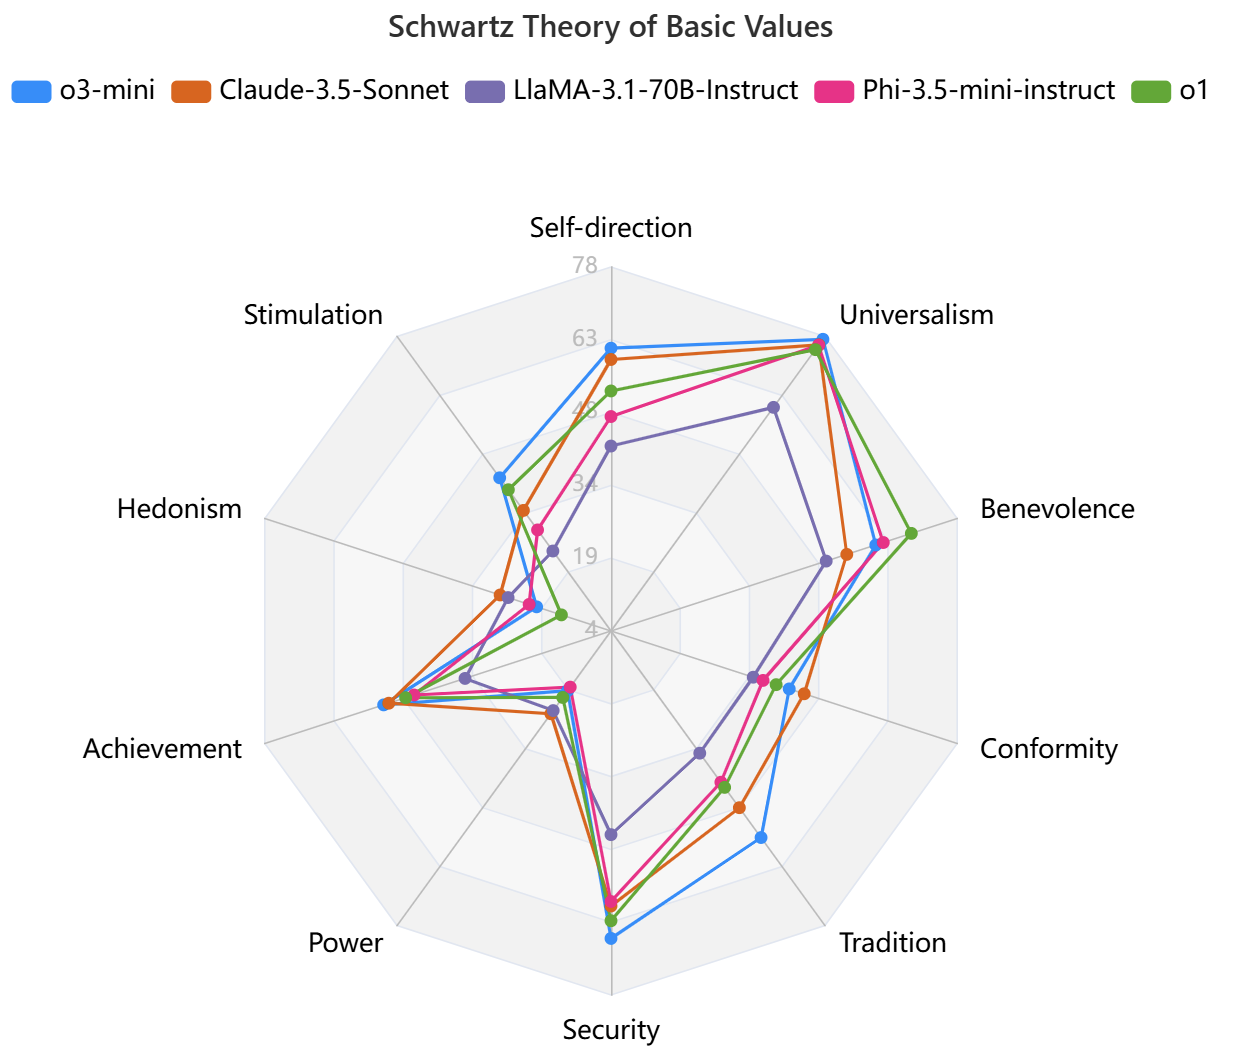 Schwartz Theory of Basic Values
o3-mini Claude-3.5-Sonnet LlaMA-3.1-70B-Instruct Phi-3.5-mini-instruct o1
Self-direction
78
Stimulation
Universalism
63
48
34
Hedonism
Benevolence
19
4
Achievement
Conformity
Power
Tradition
Security